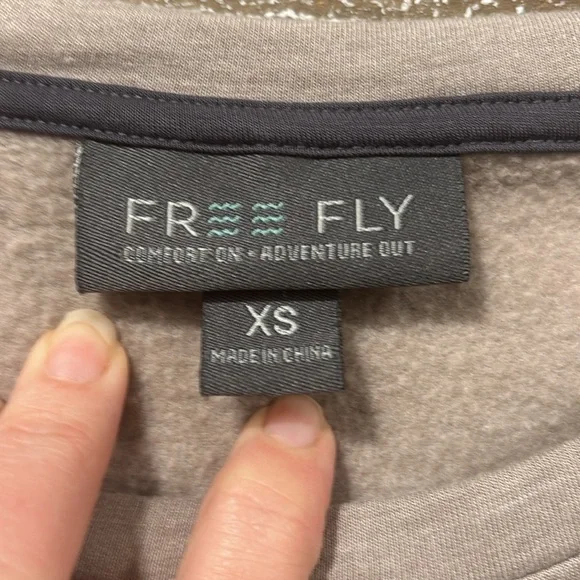 FREE FLY
COMFORT ON • ADVENTURE OUT
XS
MADE IN CHINA